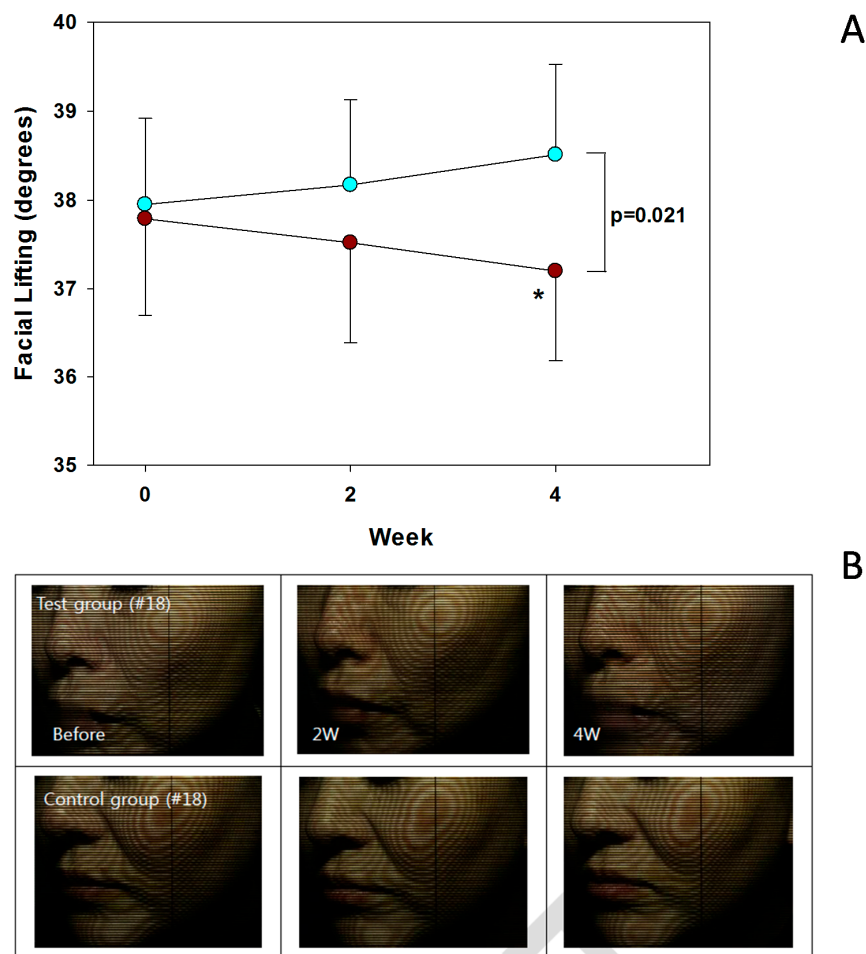 A
40
39
38
37
36
35
Facial Lifting (degrees)
p=0.021
*
0 2 4
Week
B
Test group (#18)
Before 2W 4W
Control group (#18)